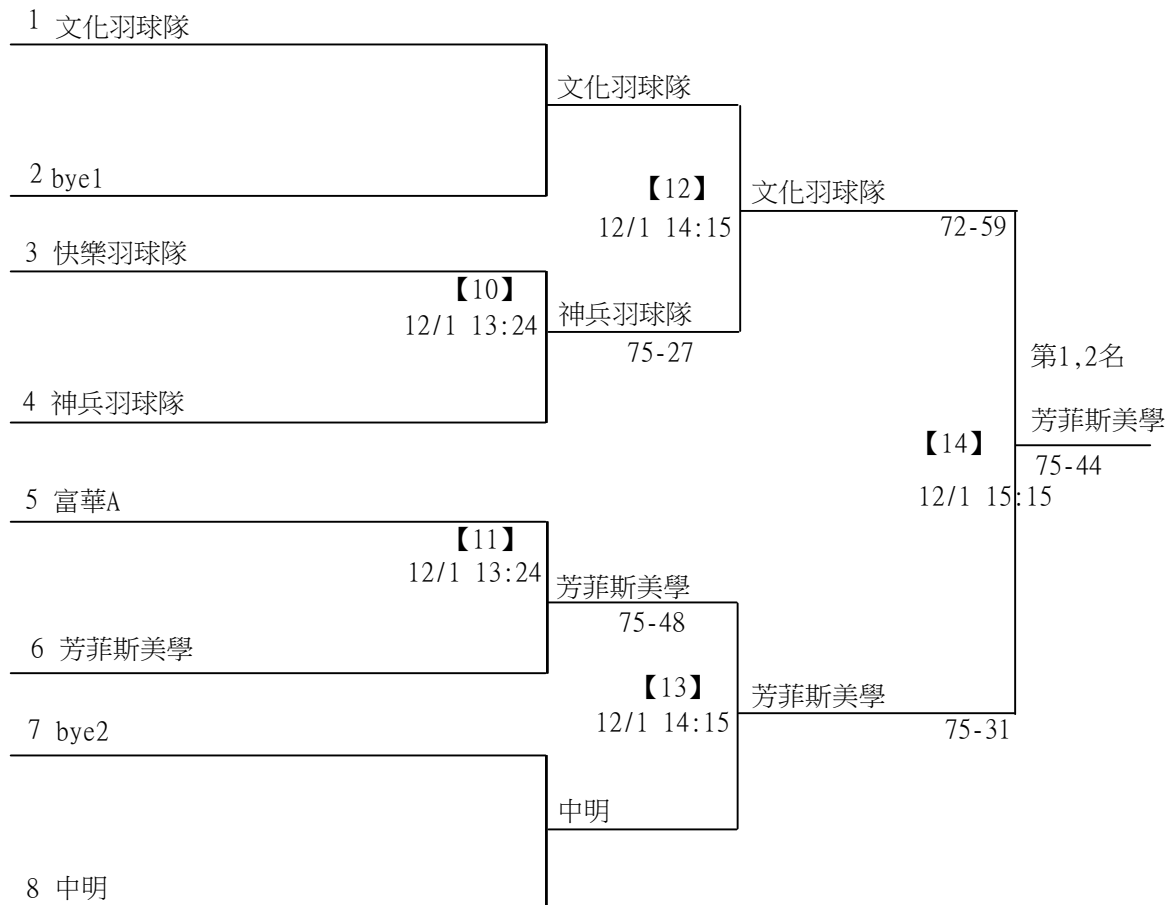 1 文化羽球隊
文化羽球隊
2 bye1
【12】
文化羽球隊
12/1 14:15
72-59
3 快樂羽球隊
【10】
12/1 13:24
神兵羽球隊
75-27
第1,2名
4 神兵羽球隊
芳菲斯美學
【14】
75-44
12/1 15:15
5 富華A
【11】
12/1 13:24
芳菲斯美學
75-48
6 芳菲斯美學
【13】
芳菲斯美學
12/1 14:15
75-31
7 bye2
中明
8 中明